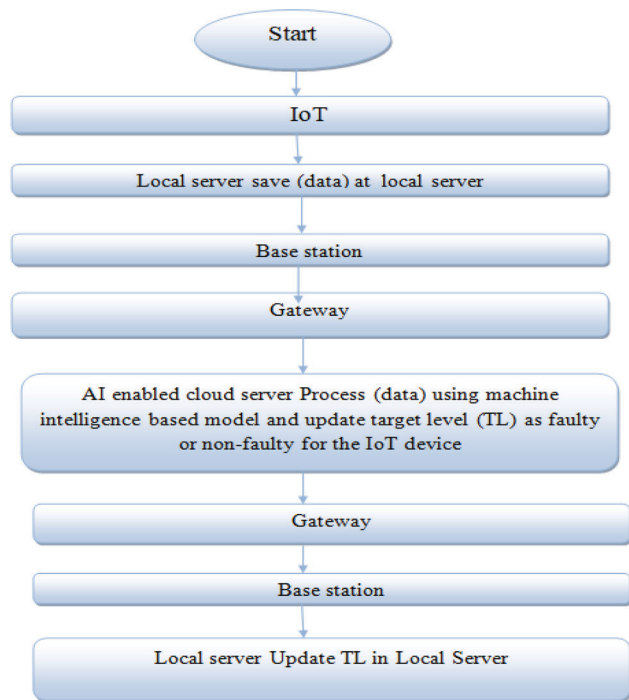 Start
IoT
Local server save (data) at local server
Base station
Gateway
AI enabled cloud server Process (data) using machine
intelligence based model and update target level (TL) as faulty
or non-faulty for the IoT device
Gateway
Base station
Local server Update TL in Local Server